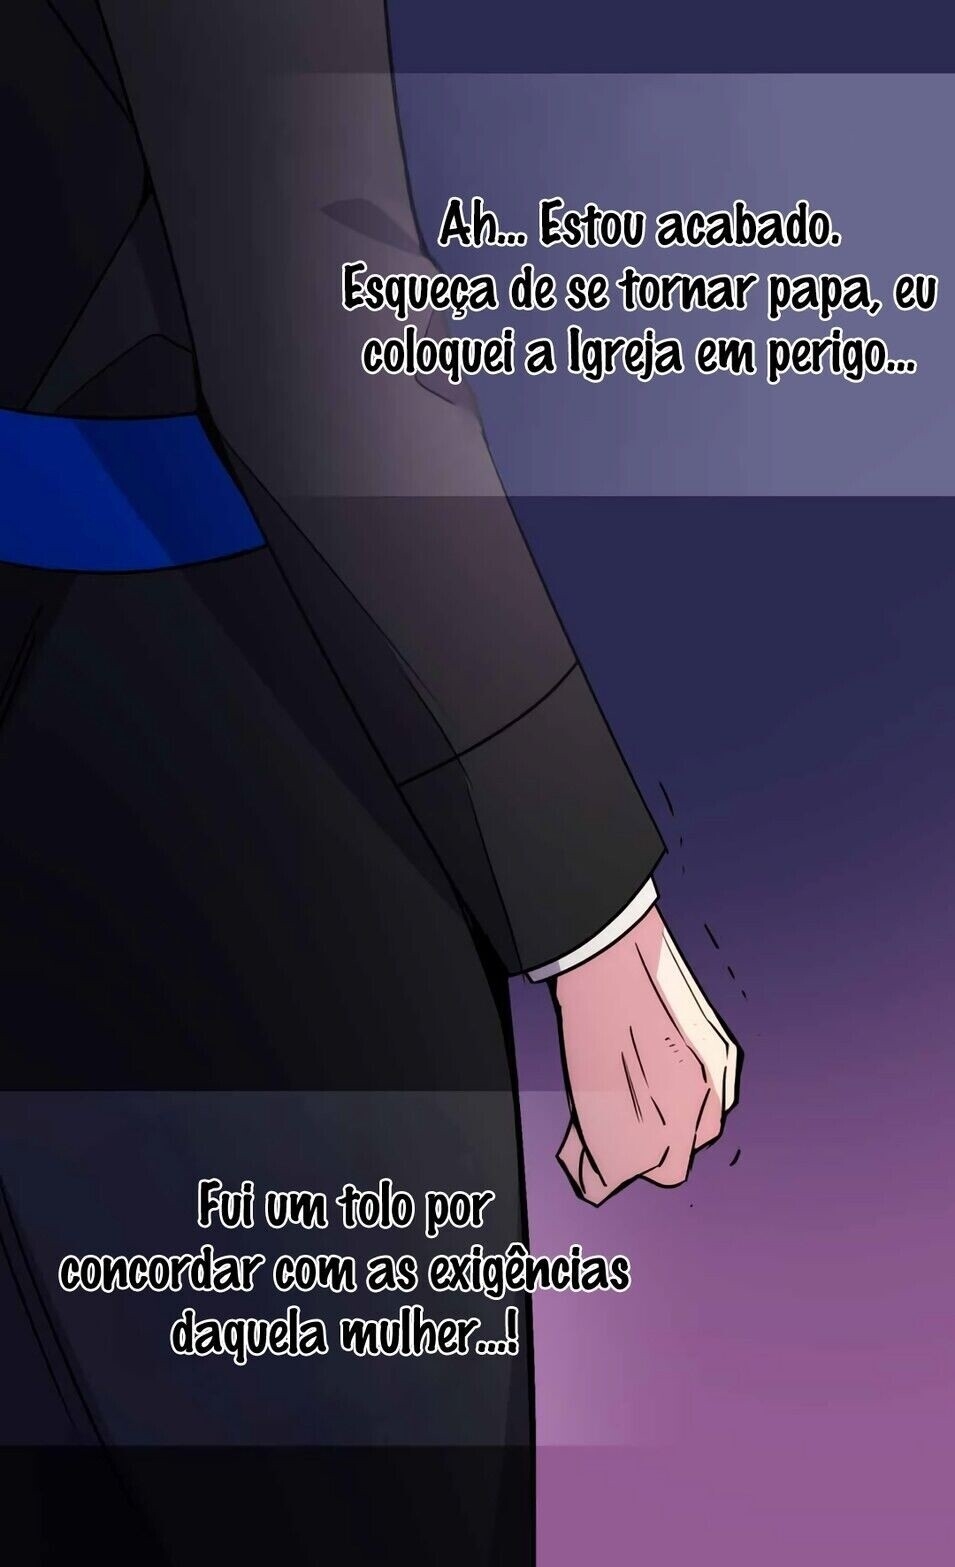 Ah... Estou acabado.
Esqueça de se tornar papa, eu
coloquei a Igreja em perigo...
Fui um tolo por
concordar com as exigências
daquela mulher...!